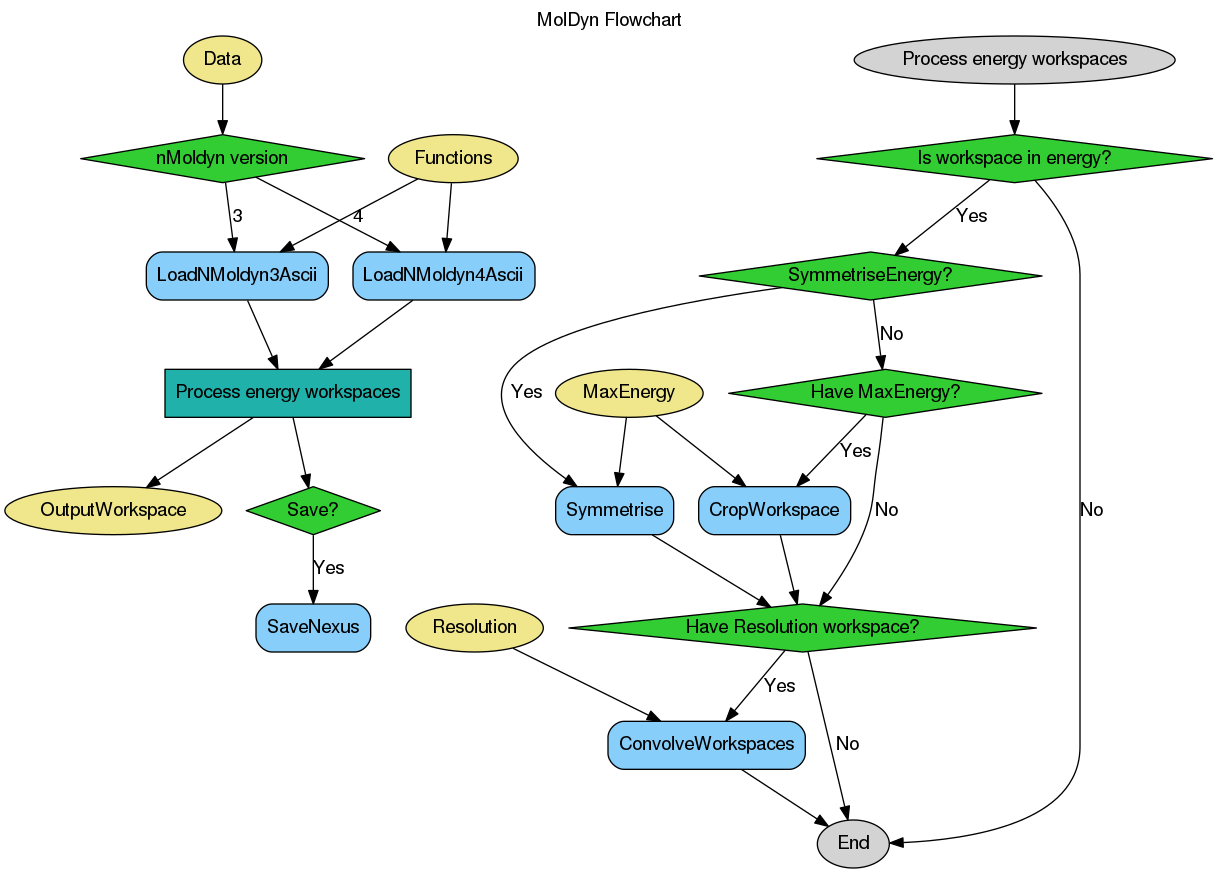 MolDyn Flowchart
Data
Process energy workspaces
nMoldyn version
Functions
Is workspace in energy?
3
4
Yes
LoadNMoldyn3Ascii
LoadNMoldyn4Ascii
SymmetriseEnergy?
No
Process energy workspaces
Yes
MaxEnergy
Have MaxEnergy?
Yes
OutputWorkspace
Save?
Symmetrise
CropWorkspace
No
No
Yes
SaveNexus
Resolution
Have Resolution workspace?
Yes
ConvolveWorkspaces
No
End